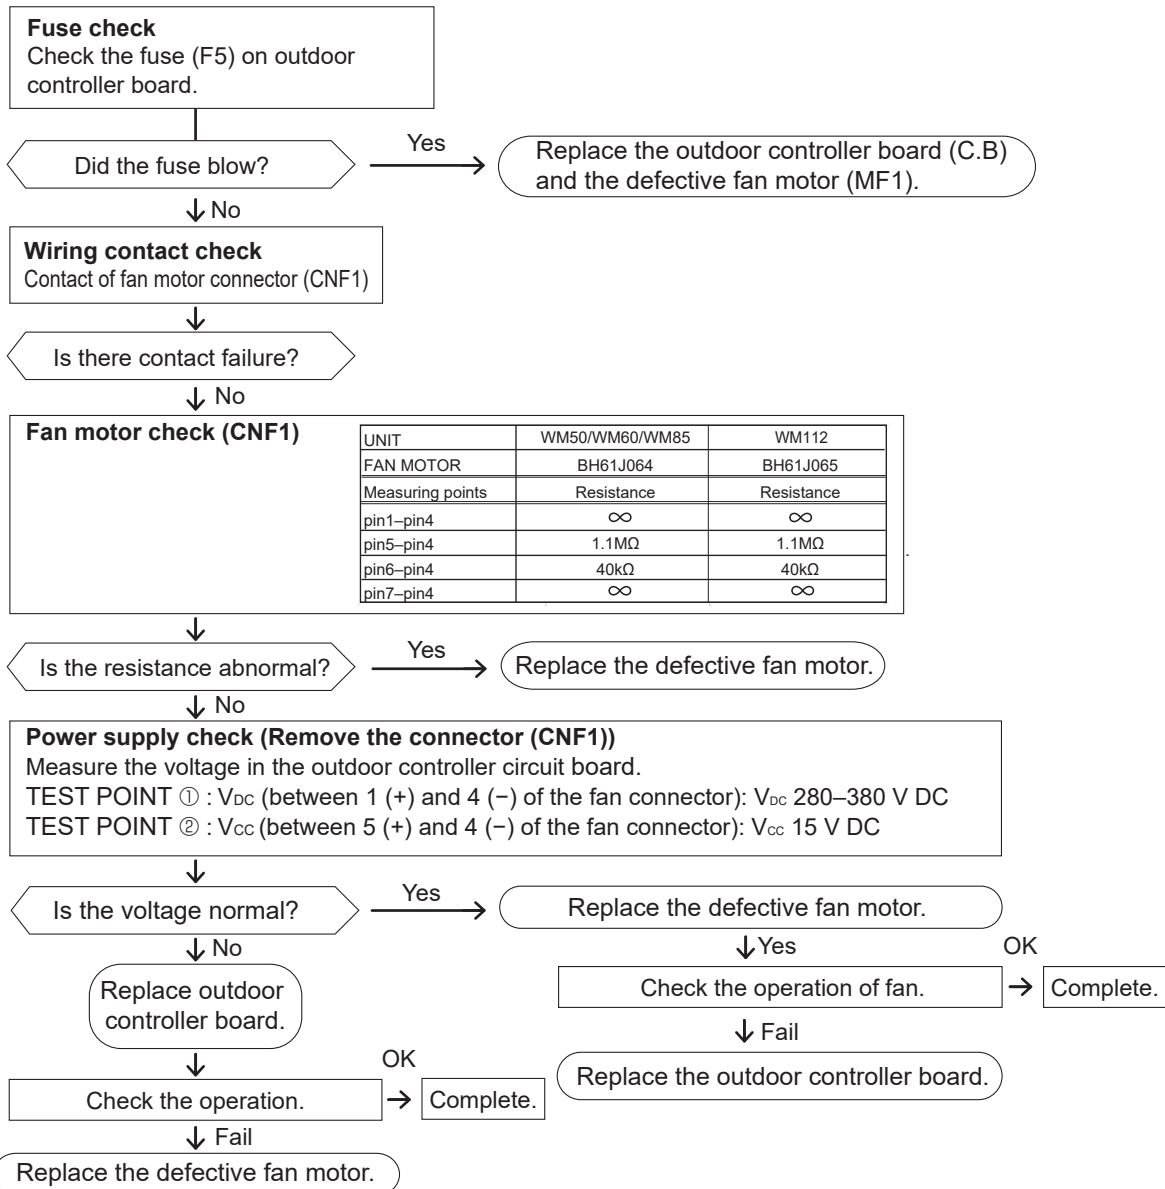 Fuse check
Check the fuse (F5) on outdoor
controller board.
Did the fuse blow?
Yes
Replace the outdoor controller board (C.B)
and the defective fan motor (MF1).
No
Wiring contact check
Contact of fan motor connector (CNF1)
Is there contact failure?
No
Fan motor check (CNF1)
UNIT WM50/WM60/WM85 WM112
FAN MOTOR BH61J064 BH61J065
Measuring points Resistance Resistance
pin1–pin4 ∞ ∞
pin5–pin4 1.1MΩ 1.1MΩ
pin6–pin4 40kΩ 40kΩ
pin7–pin4 ∞ ∞
Is the resistance abnormal?
Yes
Replace the defective fan motor.
No
Power supply check (Remove the connector (CNF1))
Measure the voltage in the outdoor controller circuit board.
TEST POINT ① : VDC (between 1 (+) and 4 (−) of the fan connector): VDC 280–380 V DC
TEST POINT ② : VCC (between 5 (+) and 4 (−) of the fan connector): VCC 15 V DC
Is the voltage normal?
Yes
Replace the defective fan motor.
Yes
Check the operation of fan.
OK
Complete.
Fail
Replace the outdoor controller board.
No
Replace outdoor
controller board.
Check the operation.
OK
Complete.
Fail
Replace the defective fan motor.